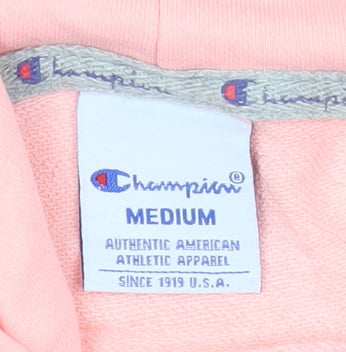 Champion
Champion
Champion®
MEDIUM
AUTHENTIC AMERICAN
ATHLETIC APPAREL
SINCE 1919 U.S.A.